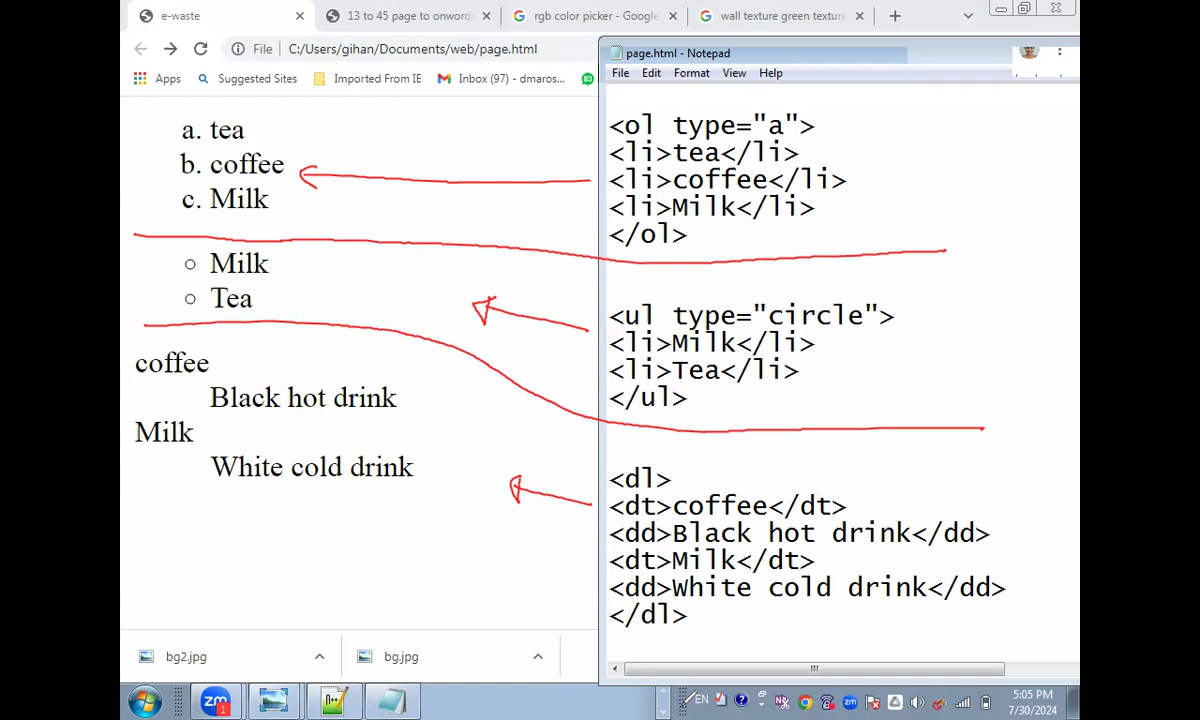 e-waste
13 to 45 page to onword
rgb color picker - Google
wall texture green texture
File C:/Users/gihan/Documents/web/page.html
Apps Suggested Sites Imported From IE Inbox (97) - dmaros... 83
a. tea
b. coffee
c. Milk
Milk
Tea
coffee
Black hot drink
Milk
White cold drink
page.html - Notepad
File Edit Format View Help
<ol type="a">
<li>tea</li>
<li>coffee</li>
<li>Milk</li>
</ol>
<ul type="circle">
<li>Milk</li>
<li>Tea</li>
</ul>
<dl>
<dt>coffee</dt>
<dd>Black hot drink</dd>
<dt>Milk</dt>
<dd>White cold drink</dd>
</dl>
bg2.jpg
bg.jpg
zm 1
EN
zm
5:05 PM
7/30/2024